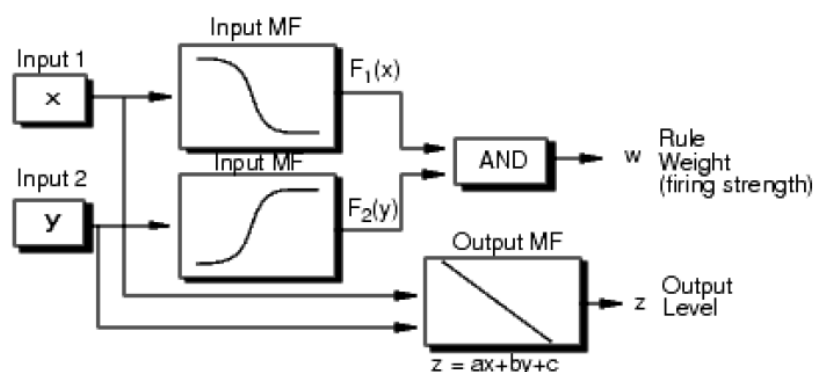 Input MF
Input 1
x
F1(x)
AND
w
Rule
Weight
(firing strength)
Input 2
y
Input MF
F2(y)
Output MF
z
Output
Level
z = ax+by+c